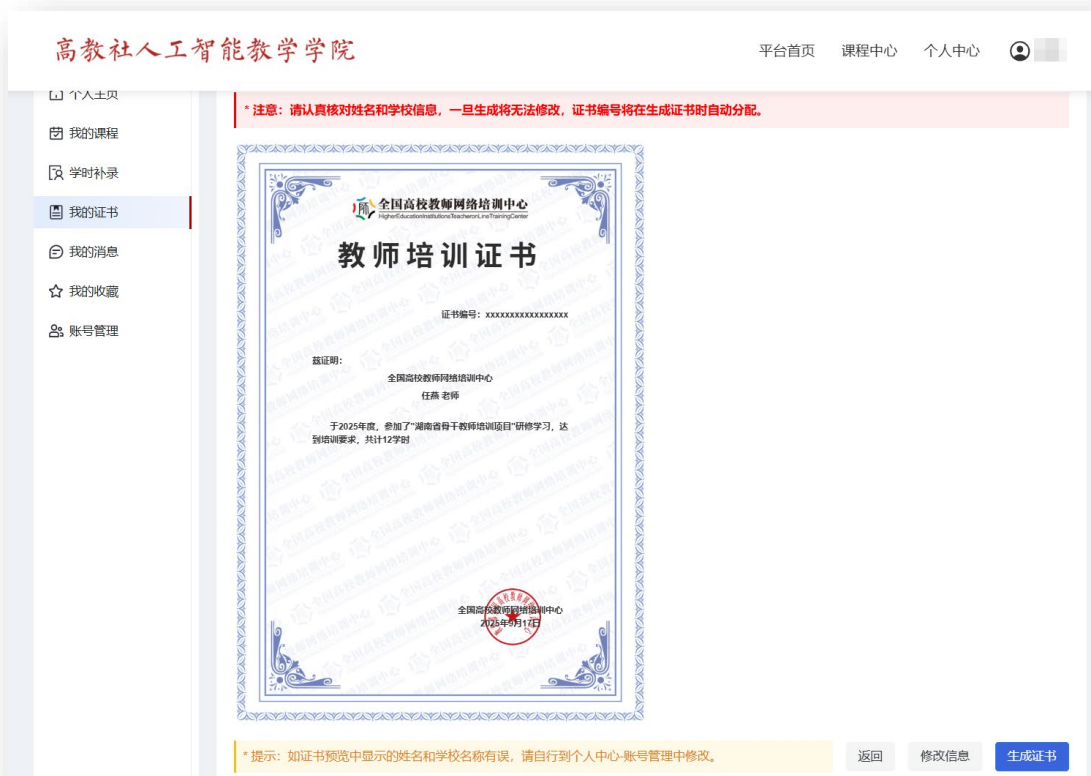 高教社人工智能教学学院
平台首页 课程中心 个人中心
个人主页
* 注意：请认真核对姓名和学校信息，一旦生成将无法修改，证书编号将在生成证书时自动分配。
我的课程
学时补录
我的证书
我的消息
我的收藏
账号管理
师 全国高校教师网络培训中心
HigherEducationInstitutionsTeacheronLineTrainingCenter
教师培训证书
证书编号：xxxxxxxxxxxxxxxxx
兹证明：
全国高校教师网络培训中心
任燕 老师
于2025年度，参加了"湖南省骨干教师培训项目"研修学习，达
到培训要求，共计12学时
全国高校教师网络培训中心
2025年9月17日
* 提示：如证书预览中显示的姓名和学校名称有误，请自行到个人中心-账号管理中修改。
返回 修改信息 生成证书